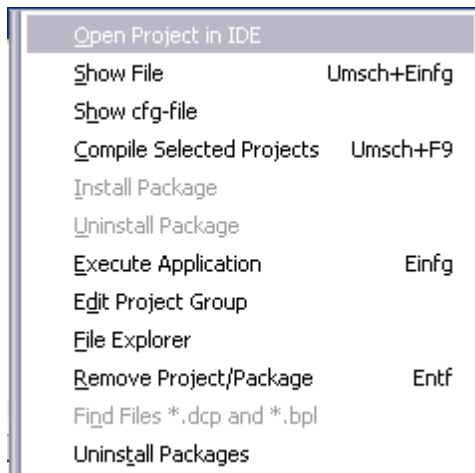 Open Project in IDE
Show File Umsch+Einfg
Show cfg-file
Compile Selected Projects Umsch+F9
Install Package
Uninstall Package
Execute Application Einfg
Edit Project Group
File Explorer
Remove Project/Package Entf
Find Files *.dcp and *.bpl
Uninstall Packages